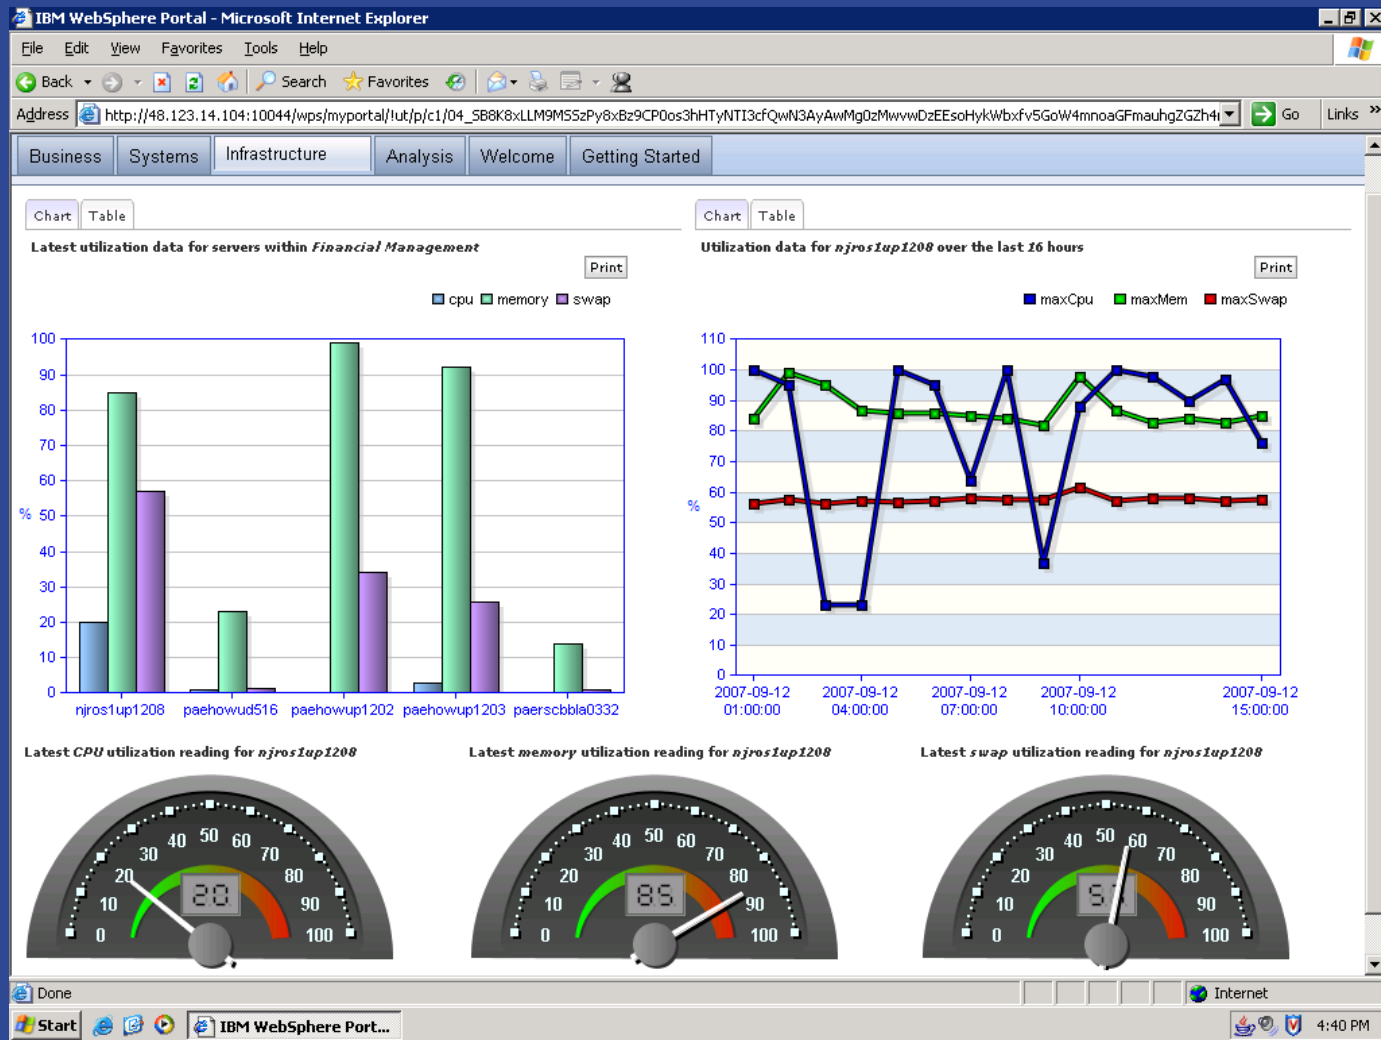 IBM WebSphere Portal - Microsoft Internet Explorer
File Edit View Favorites Tools Help
Back Search Favorites
Address http://48.123.14.104:10044/wps/myportal/!ut/p/c1/ Go Links »
Business Systems Infrastructure Analysis Welcome Getting Started
Chart Table
Latest utilization data for servers within Financial Management
Print
cpu memory swap
100
90
80
70
60
% 50
40
30
20
10
0
njros1up1208 paehowud516 paehowup1202 paehowup1203 paerscbbla0332
Chart Table
Utilization data for njros1up1208 over the last 16 hours
Print
maxCpu maxMem maxSwap
110
100
90
80
70
60
%
50
40
30
20
10
0
2007-09-12 2007-09-12 2007-09-12 2007-09-12 2007-09-12
01:00:00 04:00:00 07:00:00 10:00:00 15:00:00
Latest CPU utilization reading for njros1up1208
0 10 20 30 40 50 60 70 80 90 100
20
Latest memory utilization reading for njros1up1208
0 10 20 30 40 50 60 70 80 90 100
85
Latest swap utilization reading for njros1up1208
0 10 20 30 40 50 60 70 80 90 100
Done Internet
Start IBM WebSphere Port... 4:40 PM